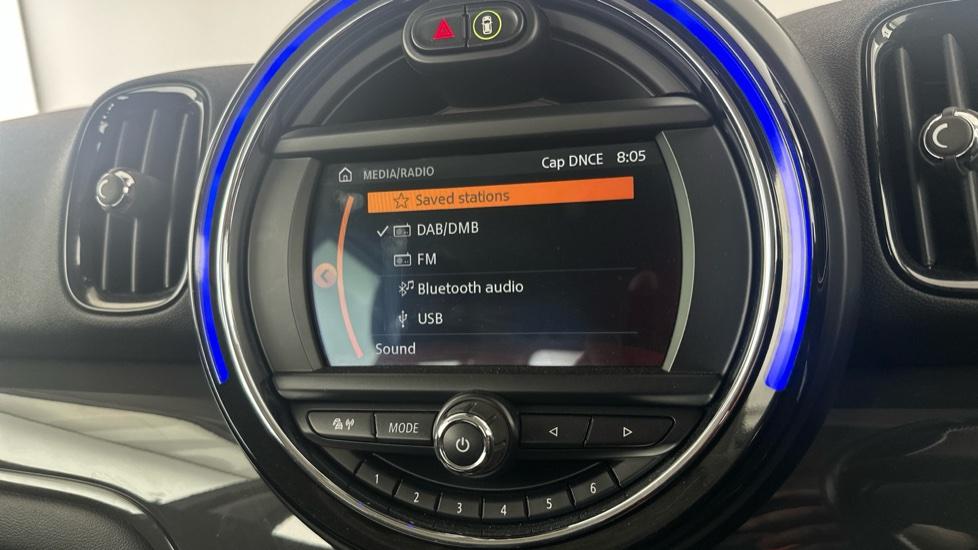 MEDIA/RADIO Cap DNCE 8:05
Saved stations
DAB/DMB
FM
Bluetooth audio
USB
Sound
MODE
1 2 3 4 5 6